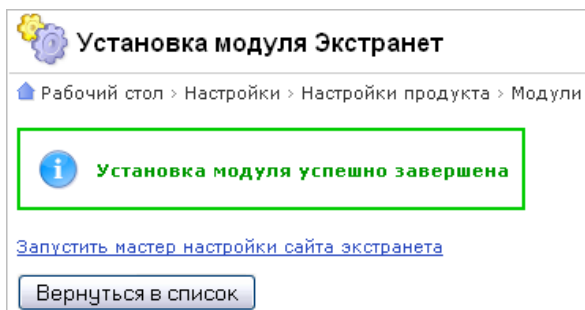 Установка модуля Экстранет
Рабочий стол > Настройки > Настройки продукта > Модули
Установка модуля успешно завершена
Запустить мастер настройки сайта экстранета
Вернуться в список